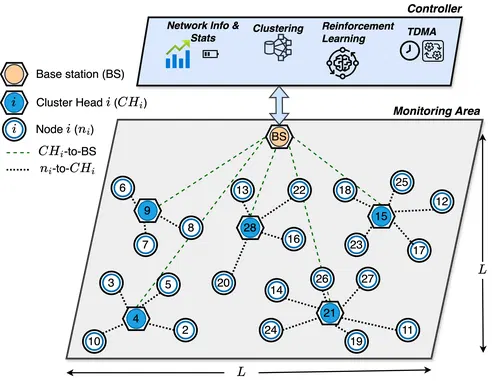 Controller
Network Info &
Stats
Clustering
Reinforcement
Learning
TDMA
Base station (BS)
i Cluster Head i (CH_i)
i Node i (n_i)
CH_i-to-BS
n_i-to-CH_i
Monitoring Area
BS
6
13
22
18
25
12
9
8
7
28
16
15
23
17
3
5
20
14
26
27
4
21
10
2
24
19
11
L
L